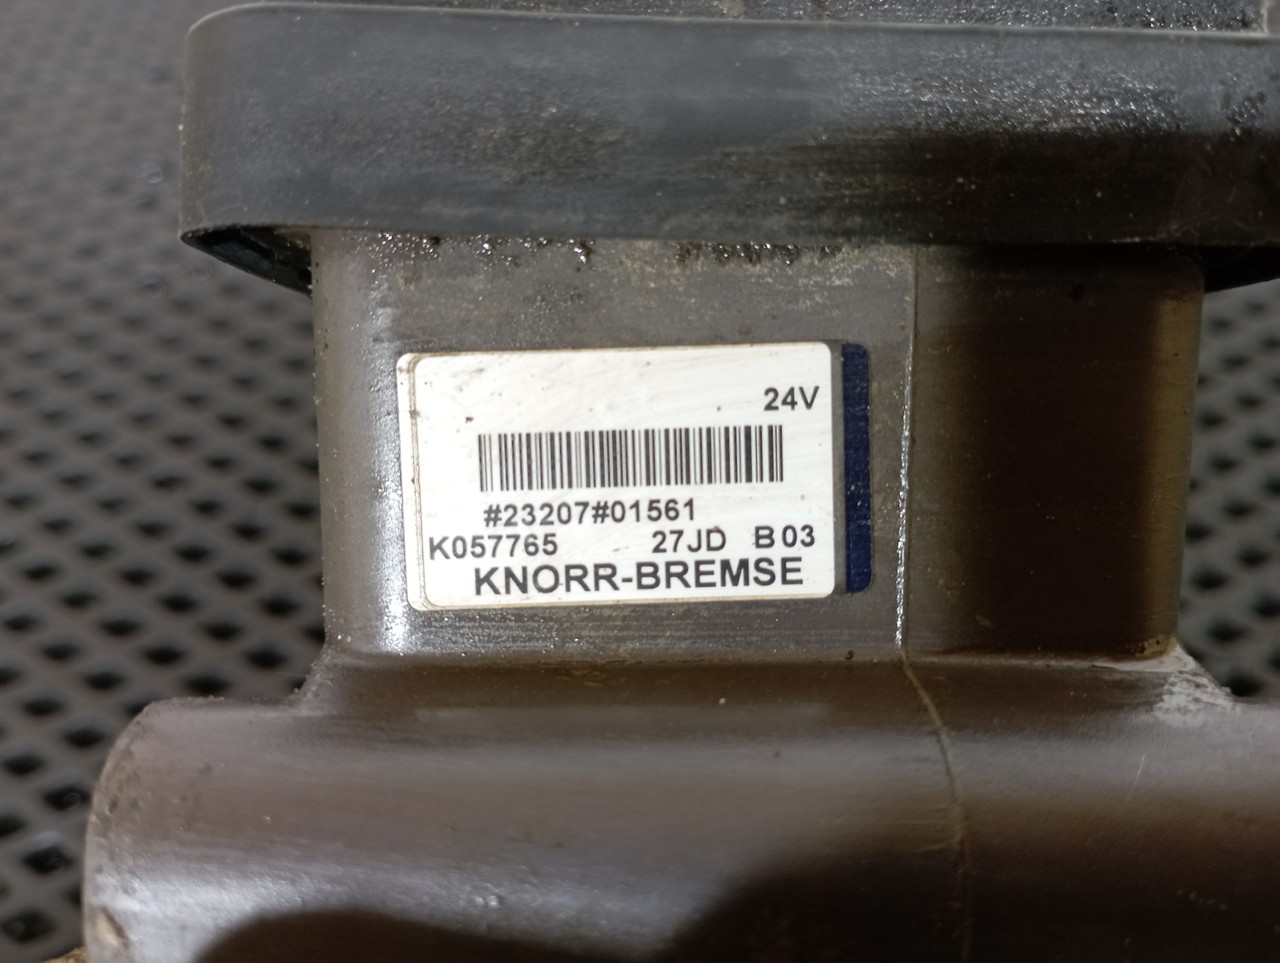 24V
#23207#01561
K057765 27JD B03
KNORR-BREMSE